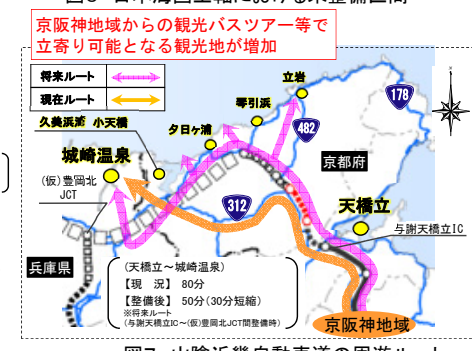 京阪神地域からの観光バスツアー等で
立寄り可能となる観光地が増加
将来ルート
現在ルート
立岩
178
琴引浜
久美浜湾 小天橋
夕日ヶ浦
482
城崎温泉
京都府
(仮)豊岡北
JCT
312
天橋立
与謝天橋立IC
兵庫県
(天橋立~城崎温泉)
【現 況】 80分
【整備後】 50分(30分短縮)
※将来ルート
(与謝天橋立IC~(仮)豊岡北JCT間整備時)
京阪神地域